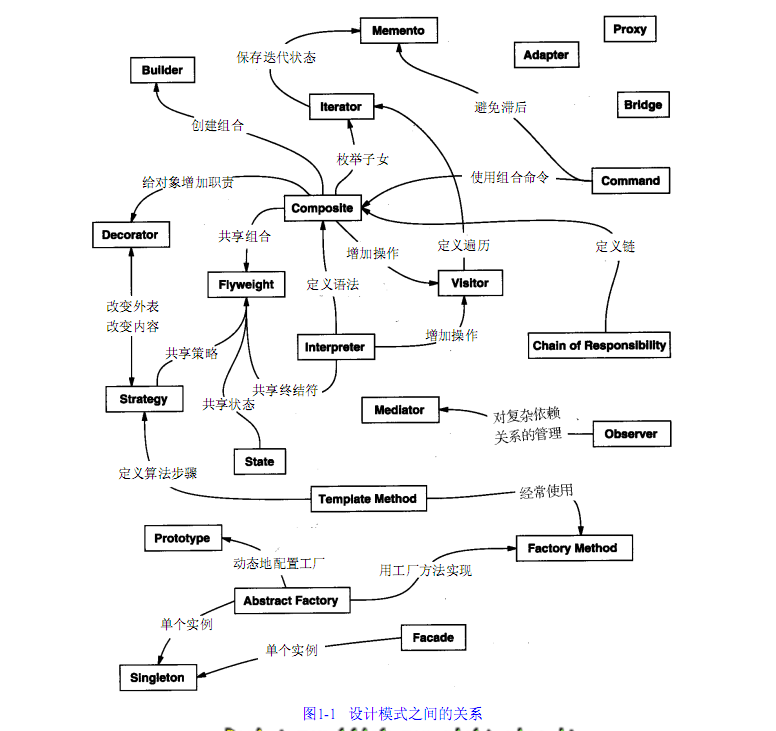 Memento
Proxy
Adapter
保存迭代状态
Builder
Iterator
避免滞后
Bridge
创建组合
枚举子女
给对象增加职责
使用组合命令
Command
Composite
Decorator
共享组合
增加操作
定义遍历
定义链
Flyweight
定义语法
Visitor
改变外表
改变内容
增加操作
Interpreter
Chain of Responsibility
共享策略
共享终结符
Strategy
共享状态
Mediator
对复杂依赖
关系的管理
Observer
State
定义算法步骤
Template Method
经常使用
Prototype
动态地配置工厂
用工厂方法实现
Factory Method
Abstract Factory
单个实例
Facade
单个实例
Singleton
图1-1 设计模式之间的关系